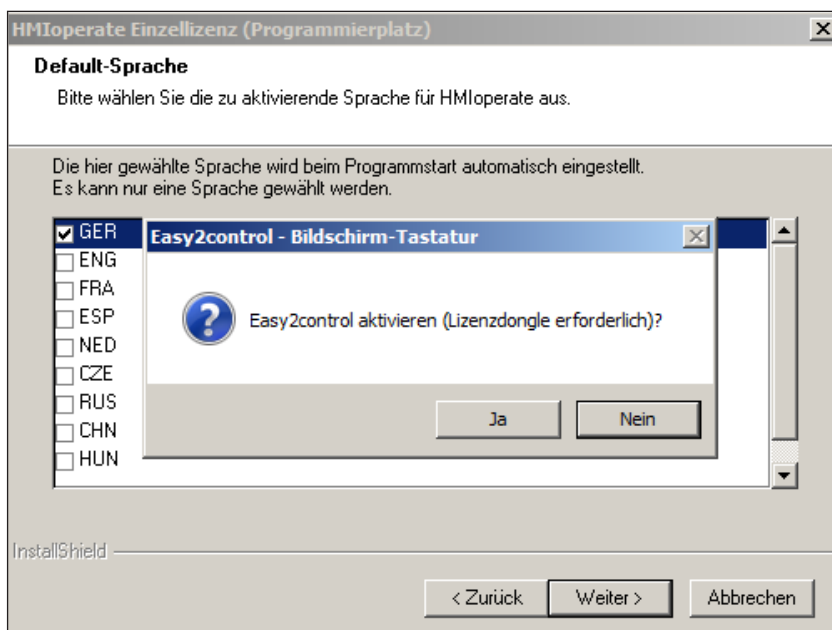 HMIoperate Einzellizenz (Programmierplatz)
Default-Sprache
Bitte wählen Sie die zu aktivierende Sprache für HMIoperate aus.
Die hier gewählte Sprache wird beim Programmstart automatisch eingestellt.
Es kann nur eine Sprache gewählt werden.
GER
ENG
FRA
ESP
NED
CZE
RUS
CHN
HUN
Easy2control - Bildschirm-Tastatur
Easy2control aktivieren (Lizenzdongle erforderlich)?
Ja Nein
InstallShield
< Zurück Weiter > Abbrechen